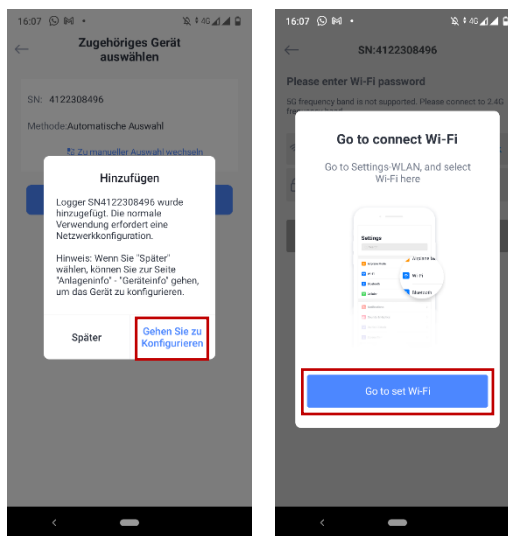 16:07
4G
Zugehöriges Gerät
auswählen
SN: 4122308496
Methode:Automatische Auswahl
Zu manueller Auswahl wechseln
Hinzufügen
Logger SN4122308496 wurde
hinzugefügt. Die normale
Verwendung erfordert eine
Netzwerkkonfiguration.
Hinweis: Wenn Sie "Später"
wählen, können Sie zur Seite
"Anlageninfo" - "Geräteinfo" gehen,
um das Gerät zu konfigurieren.
Später
Gehen Sie zu
Konfigurieren
16:07
4G
SN:4122308496
Please enter Wi-Fi password
5G frequency band is not supported. Please connect to 2.4G
Go to connect Wi-Fi
Go to Settings-WLAN, and select
Wi-Fi here
Settings
Wi-Fi
Bluetooth
Go to set Wi-Fi